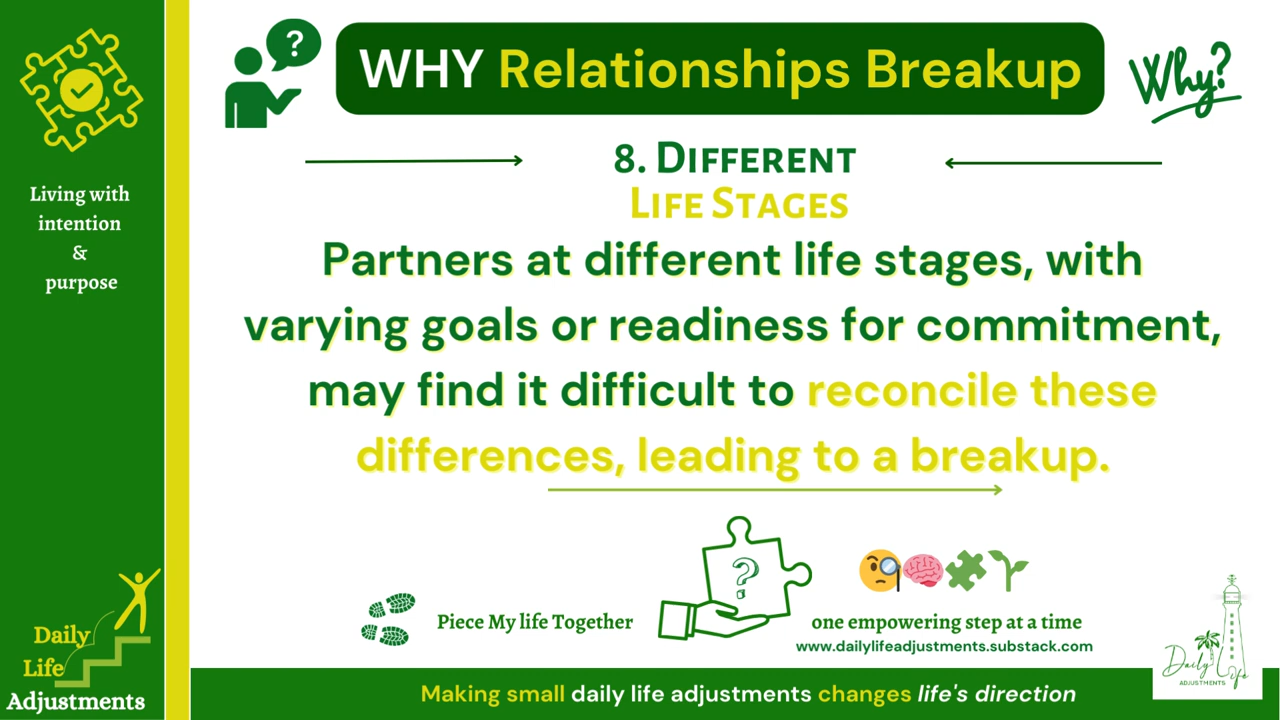 ?
WHY Relationships Breakup
Why?
8. Different
Life Stages
Partners at different life stages, with
varying goals or readiness for commitment,
may find it difficult to reconcile these
differences, leading to a breakup.
Living with
intention
&
purpose
?
Piece My life Together
one empowering step at a time
www.dailylifeadjustments.substack.com
Daily
Life
Adjustments
Making small daily life adjustments changes life's direction
Daily Life
ADJUSTMENTS